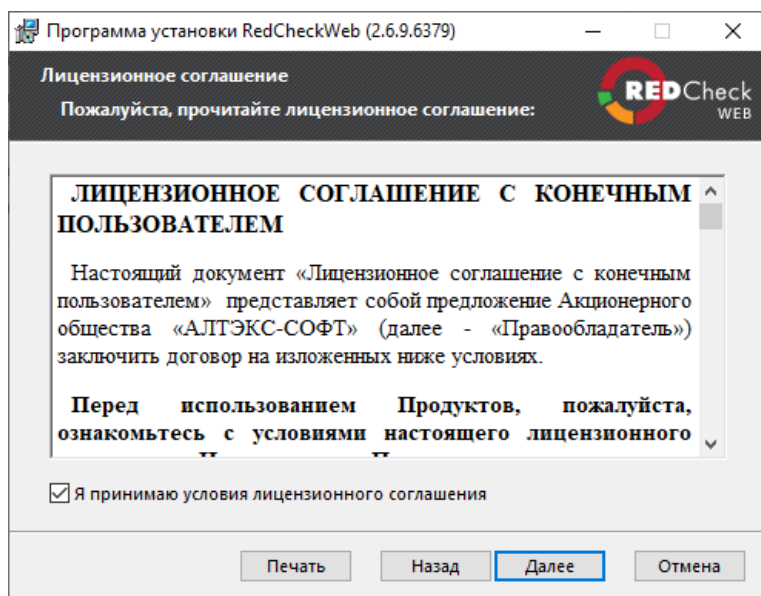 Программа установки RedCheckWeb (2.6.9.6379)
Лицензионное соглашение
Пожалуйста, прочитайте лицензионное соглашение:
REDCheck
WEB
ЛИЦЕНЗИОННОЕ СОГЛАШЕНИЕ С КОНЕЧНЫМ
ПОЛЬЗОВАТЕЛЕМ
Настоящий документ «Лицензионное соглашение с конечным
пользователем» представляет собой предложение Акционерного
общества «АЛТЭКС-СОФТ» (далее - «Правообладатель»)
заключить договор на изложенных ниже условиях.
Перед использованием Продуктов, пожалуйста,
ознакомьтесь с условиями настоящего лицензионного
Я принимаю условия лицензионного соглашения
Печать
Назад
Далее
Отмена